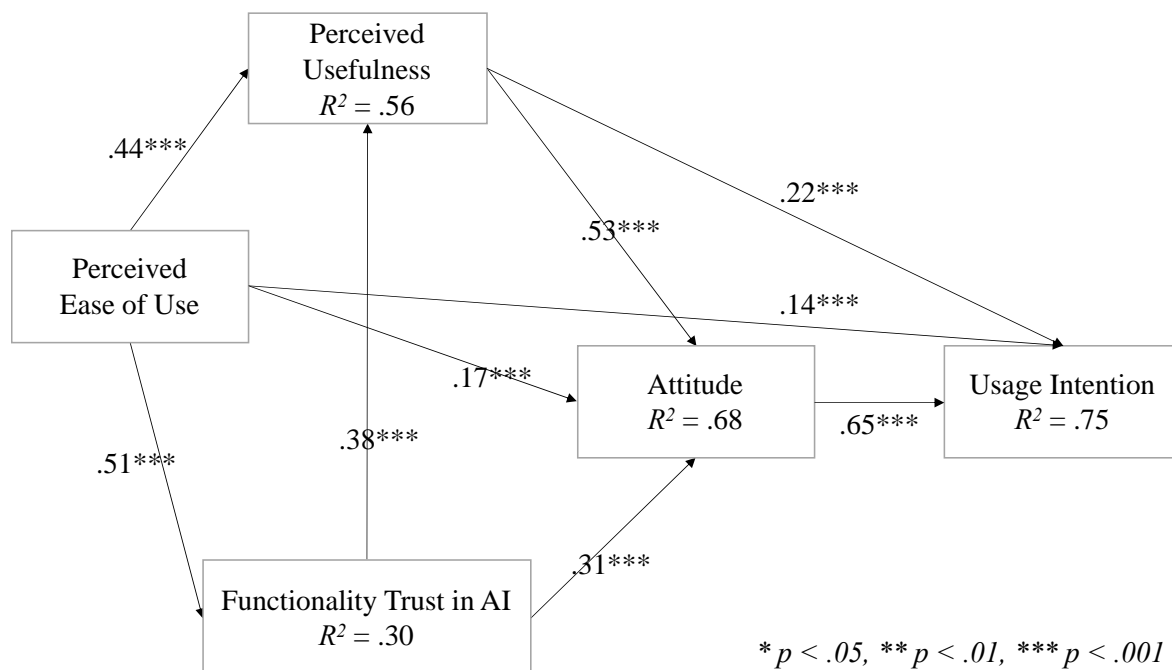 Perceived
Usefulness
R² = .56
.44***
.22***
.53***
Perceived
Ease of Use
.14***
.17***
Attitude
R² = .68
.65***
Usage Intention
R² = .75
.38***
.51***
.31***
Functionality Trust in AI
R² = .30
* p < .05, ** p < .01, *** p < .001